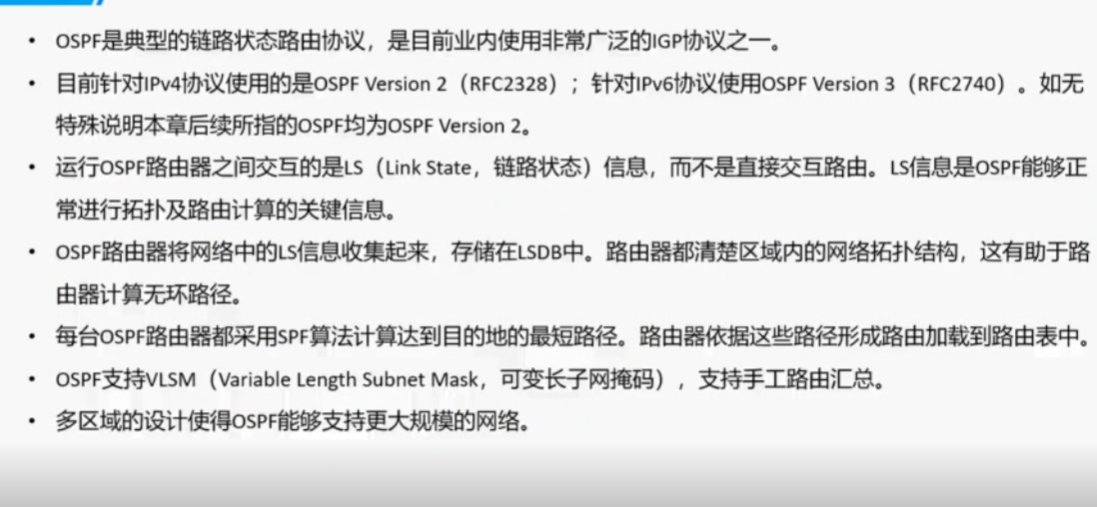 • OSPF是典型的链路状态路由协议，是目前业内使用非常广泛的IGP协议之一。
• 目前针对IPv4协议使用的是OSPF Version 2（RFC2328）；针对IPv6协议使用OSPF Version 3（RFC2740）。如无
特殊说明本章后续所指的OSPF均为OSPF Version 2。
• 运行OSPF路由器之间交互的是LS（Link State，链路状态）信息，而不是直接交互路由。LS信息是OSPF能够正
常进行拓扑及路由计算的关键信息。
• OSPF路由器将网络中的LS信息收集起来，存储在LSDB中。路由器都清楚区域内的网络拓扑结构，这有助于路
由器计算无环路径。
• 每台OSPF路由器都采用SPF算法计算达到目的地的最短路径。路由器依据这些路径形成路由加载到路由表中。
• OSPF支持VLSM（Variable Length Subnet Mask，可变长子网掩码），支持手工路由汇总。
• 多区域的设计使得OSPF能够支持更大规模的网络。